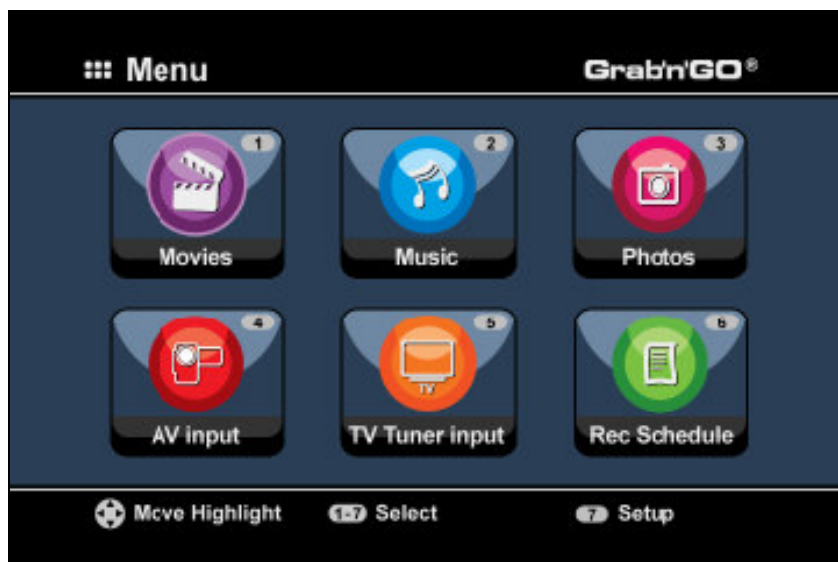 Menu
Grab'n'GO®
1
2
3
Movies
Music
Photos
4
5
6
TV
AV input
TV Tuner input
Rec Schedule
Move Highlight
1-7 Select
7 Setup